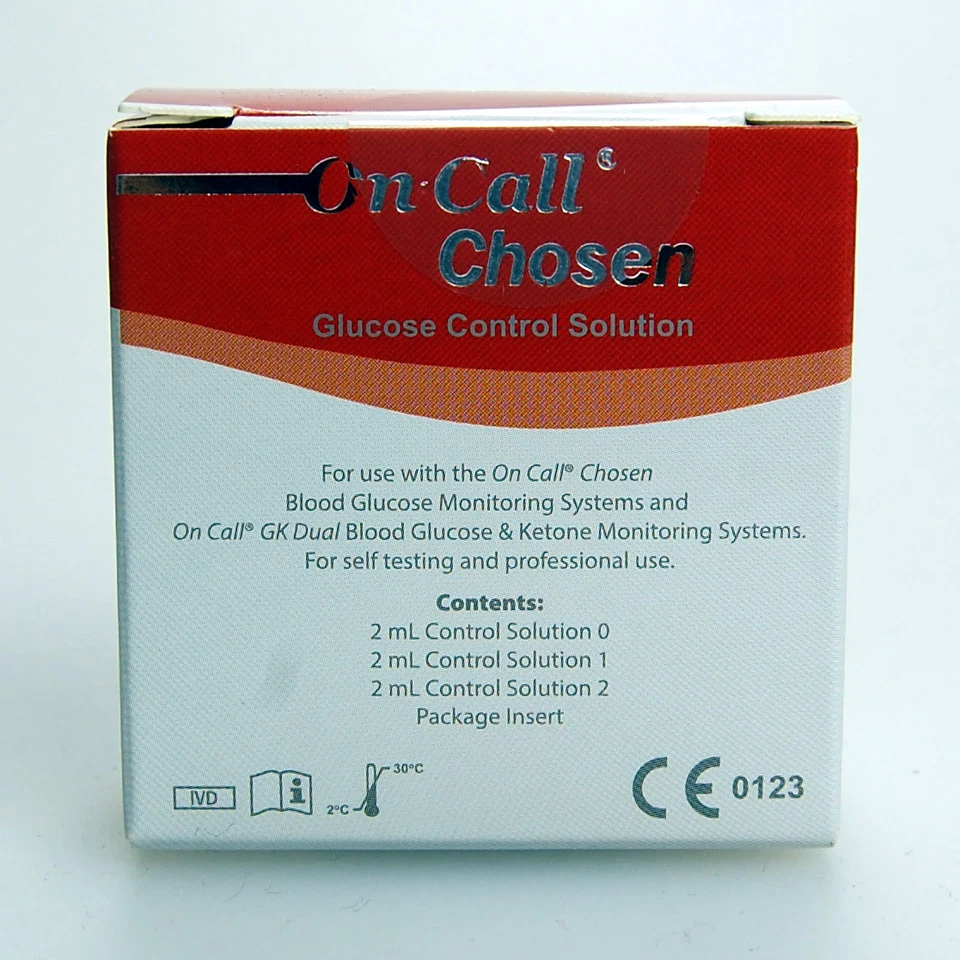 On·Call®
Chosen
Glucose Control Solution
For use with the On Call® Chosen
Blood Glucose Monitoring Systems and
On Call® GK Dual Blood Glucose & Ketone Monitoring Systems.
For self testing and professional use.
Contents:
2 mL Control Solution 0
2 mL Control Solution 1
2 mL Control Solution 2
Package Insert
IVD i 2°C 30°C CE 0123